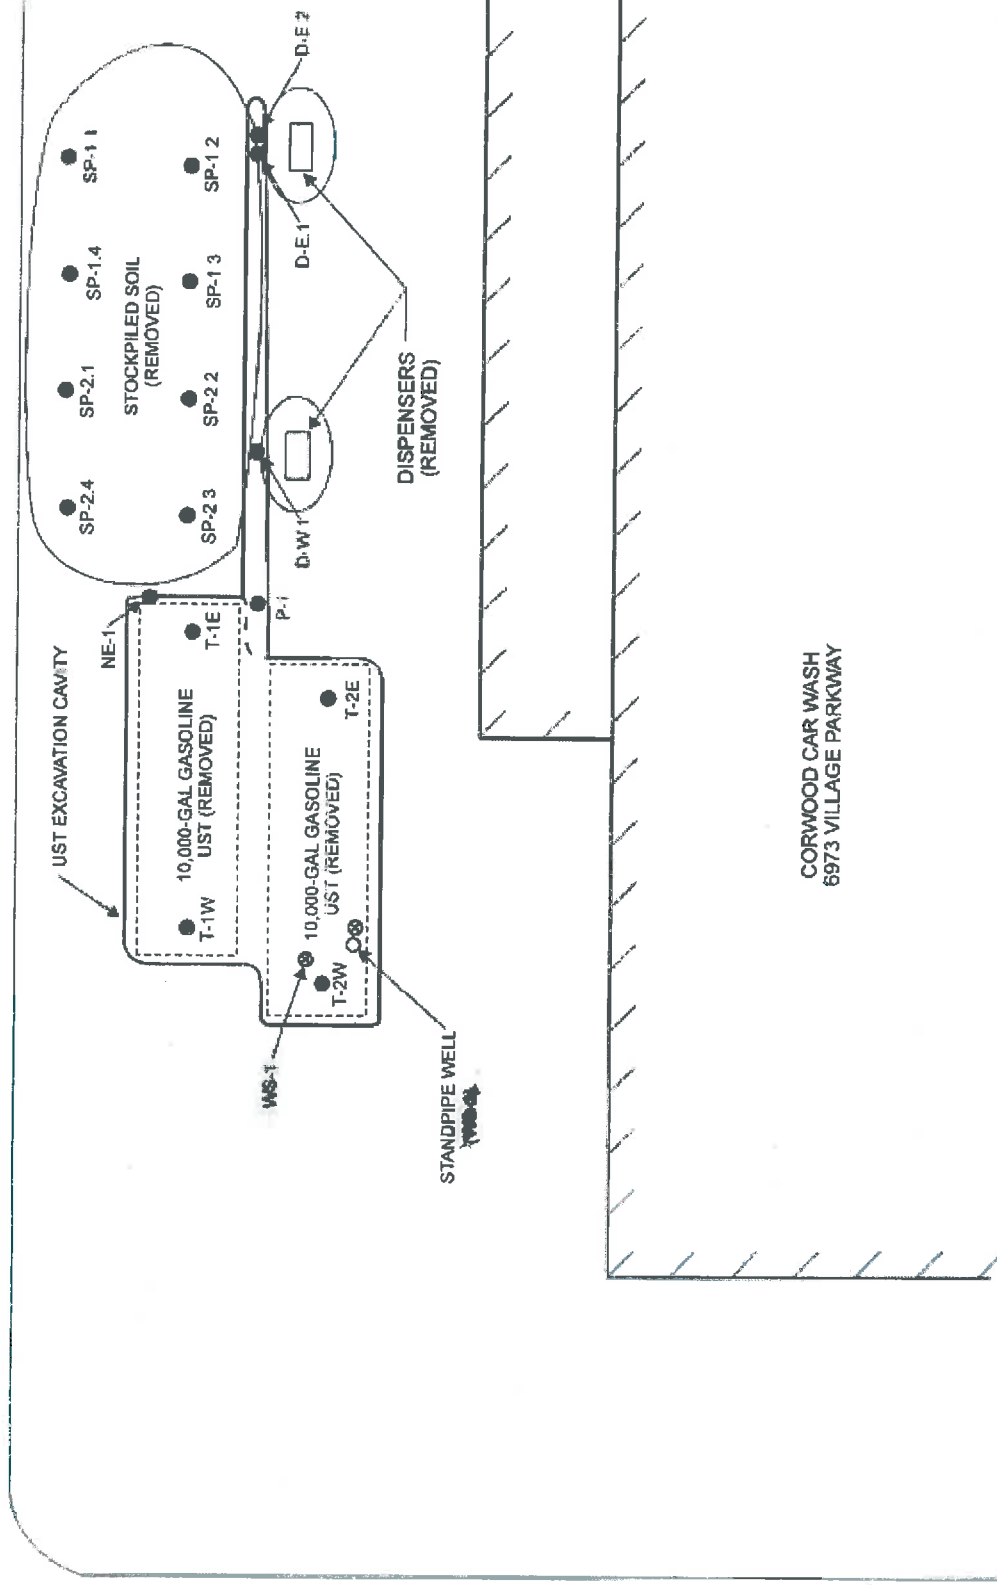 UST EXCAVATION CAVITY
NE-1
10,000-GAL GASOLINE
UST (REMOVED)
T-1W
T-1E
10,000-GAL GASOLINE
UST (REMOVED)
T-2W
T-2E
WS-1
STANDPIPE WELL
P-1
SP-2.4
SP-2.1
SP-1.4
SP-1 1
STOCKPILED SOIL
(REMOVED)
SP-2 3
SP-2 2
SP-1 3
SP-1 2
D-W 1
D-E.1
D-E.2
DISPENSERS
(REMOVED)
CORWOOD CAR WASH
6973 VILLAGE PARKWAY